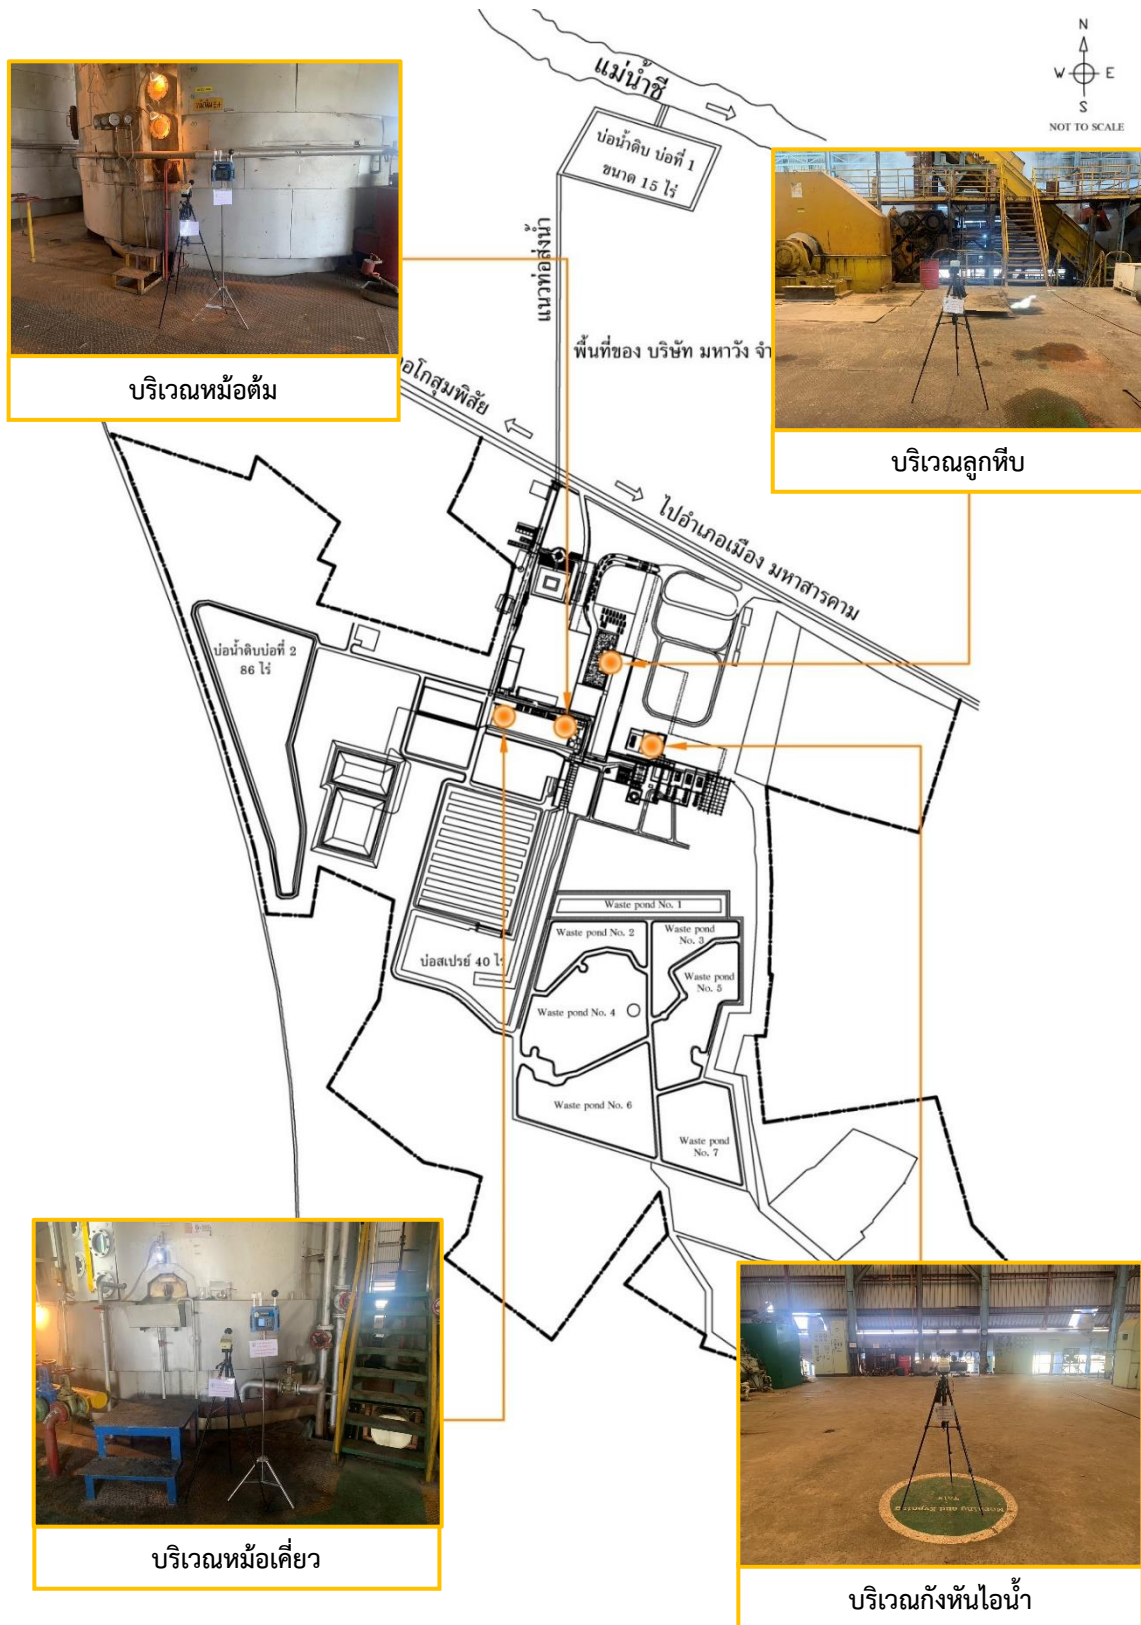 N
W
E
S
NOT TO SCALE
แม่น้ำชี
บ่อน้ำดิบ บ่อที่ 1
ขนาด 15 ไร่
แนวท่อส่งน้ำ
พื้นที่ของ บริษัท มหาวัง จำ
บริเวณหม้อต้ม
บริเวณลูกหีบ
อโกสุมพิสัย
ไปอำเภอเมือง มหาสารคาม
บ่อน้ำดิบบ่อที่ 2
86 ไร่
Waste pond No. 1
Waste pond No. 2
Waste pond
No. 3
บ่อสเปรย์ 40 ไร่
Waste pond
No. 5
Waste pond No. 4
Waste pond No. 6
Waste pond
No. 7
Morning and Evening
Talk
บริเวณหม้อเคี่ยว
บริเวณกังหันไอน้ำ